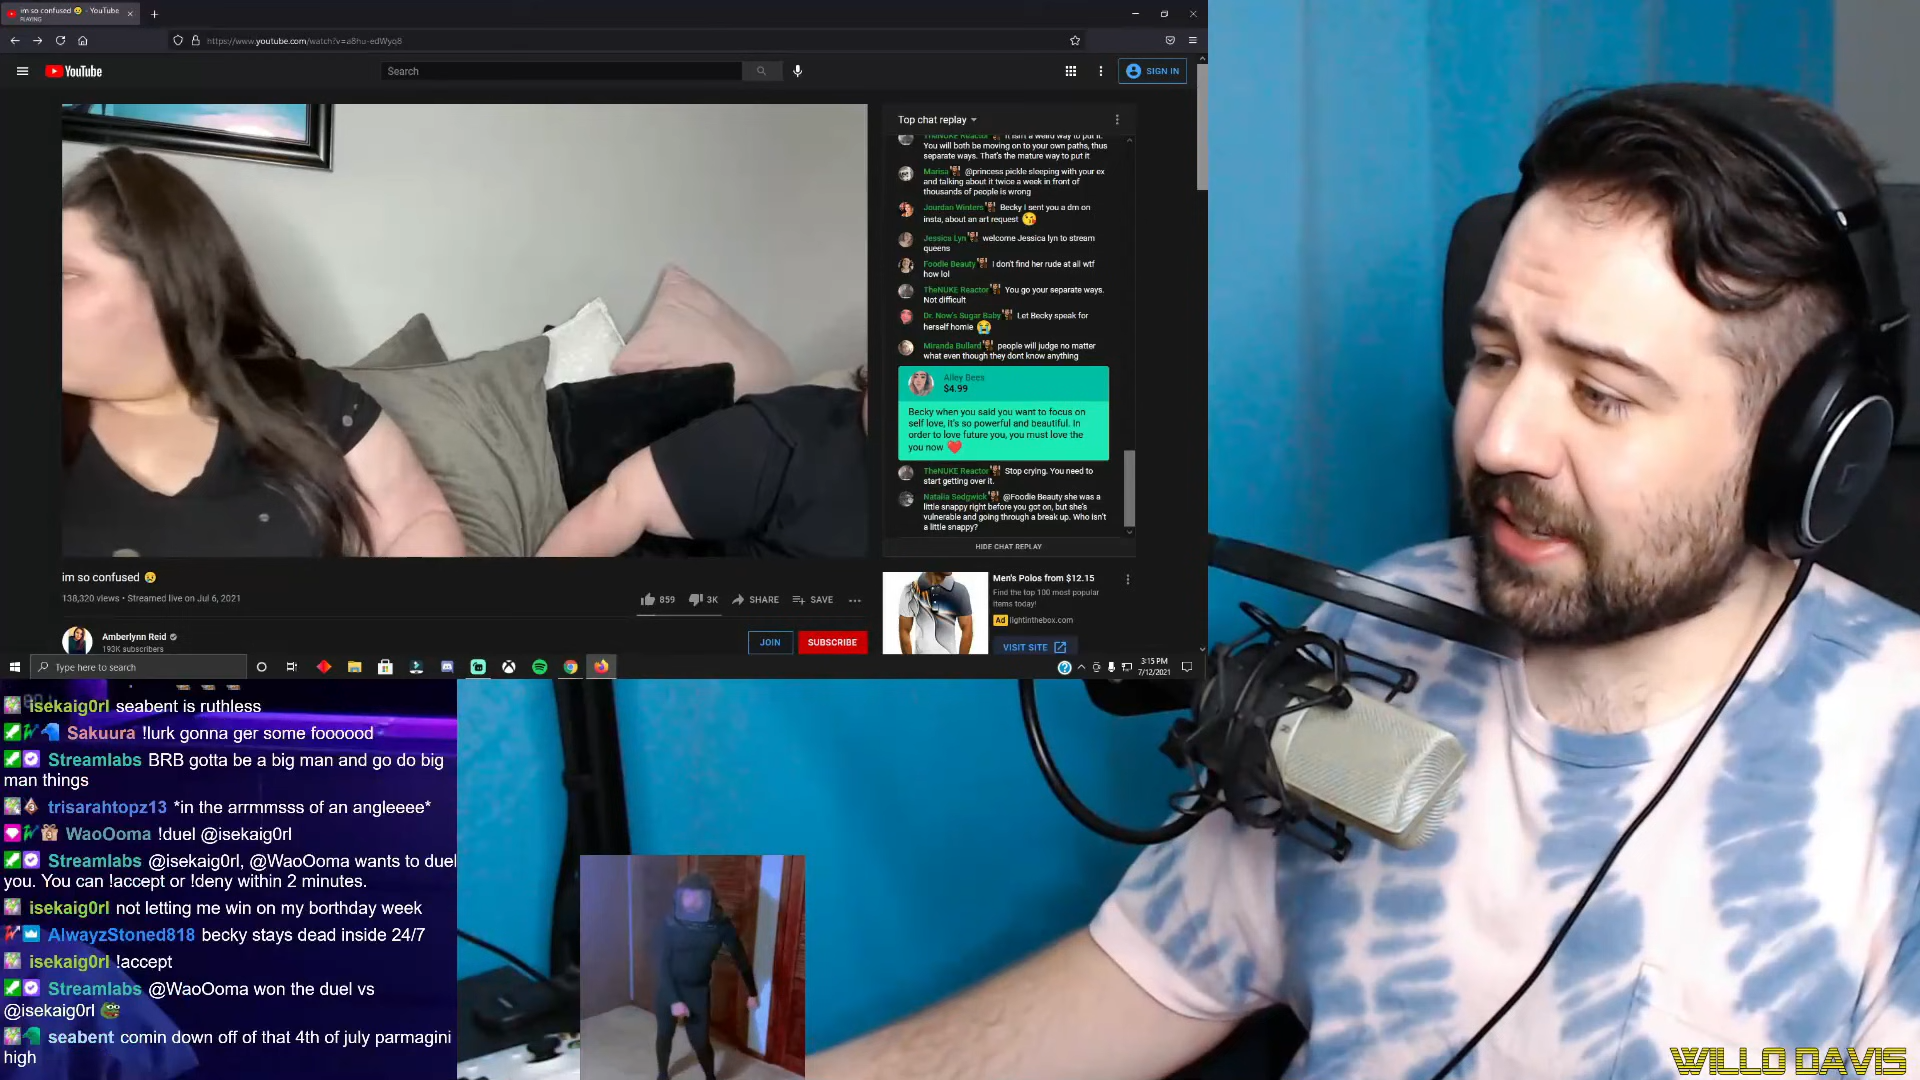 im so confused 😢 - YouTube
PLAYING
https://www.youtube.com/watch?v=a8hu-edWyq8
YouTube
Search
SIGN IN
Top chat replay
TheNUKE Reactor It isn't a weird way to put it.
You will both be moving on to your own paths, thus
separate ways. That's the mature way to put it
Marisa @princess pickle sleeping with your ex
and talking about it twice a week in front of
thousands of people is wrong
Jourdan Winters Becky I sent you a dm on
insta, about an art request 😘
Jessica Lyn welcome Jessica lyn to stream
queens
Foodie Beauty I don't find her rude at all wtf
how lol
TheNUKE Reactor You go your separate ways.
Not difficult
Dr. Now's Sugar Baby Let Becky speak for
herself homie 😭
Miranda Bullard people will judge no matter
what even though they dont know anything
Alley Bees
$4.99
Becky when you said you want to focus on
self love, it's so powerful and beautiful. In
order to love future you, you must love the
you now ❤️
TheNUKE Reactor Stop crying. You need to
start getting over it.
Natalia Sedgwick @Foodie Beauty she was a
little snappy right before you got on, but she's
vulnerable and going through a break up. Who isn't
a little snappy?
HIDE CHAT REPLAY
im so confused 😢
138,320 views • Streamed live on Jul 6, 2021
859
3K
SHARE
SAVE
Amberlynn Reid
193K subscribers
JOIN
SUBSCRIBE
Men's Polos from $12.15
Find the top 100 most popular
items today!
Ad lightinthebox.com
VISIT SITE
Type here to search
3:15 PM
7/12/2021
isekaig0rl seabent is ruthless
Sakuura !lurk gonna ger some foooood
Streamlabs BRB gotta be a big man and go do big
man things
trisarahtopz13 *in the arrmmsss of an angleeee*
WaoOoma !duel @isekaig0rl
Streamlabs @isekaig0rl, @WaoOoma wants to duel
you. You can !accept or !deny within 2 minutes.
isekaig0rl not letting me win on my borthday week
AlwayzStoned818 becky stays dead inside 24/7
isekaig0rl !accept
Streamlabs @WaoOoma won the duel vs
@isekaig0rl
seabent comin down off of that 4th of july parmagini
high
WILLO DAVIS